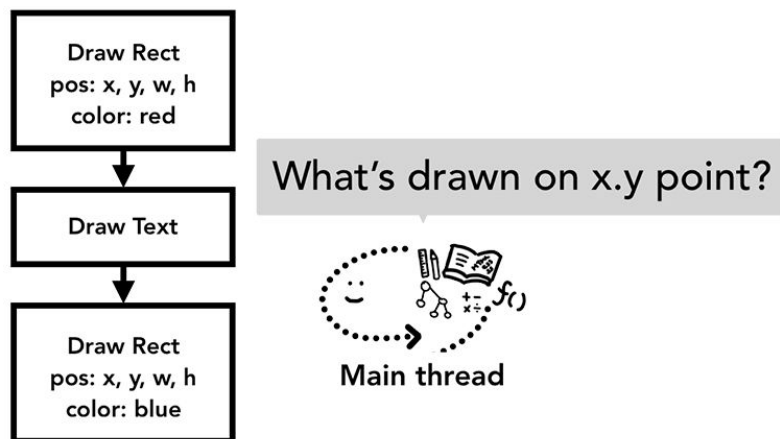 Draw Rect
pos: x, y, w, h
color: red
Draw Text
Draw Rect
pos: x, y, w, h
color: blue
What's drawn on x.y point?
+-
×÷
f()
Main thread